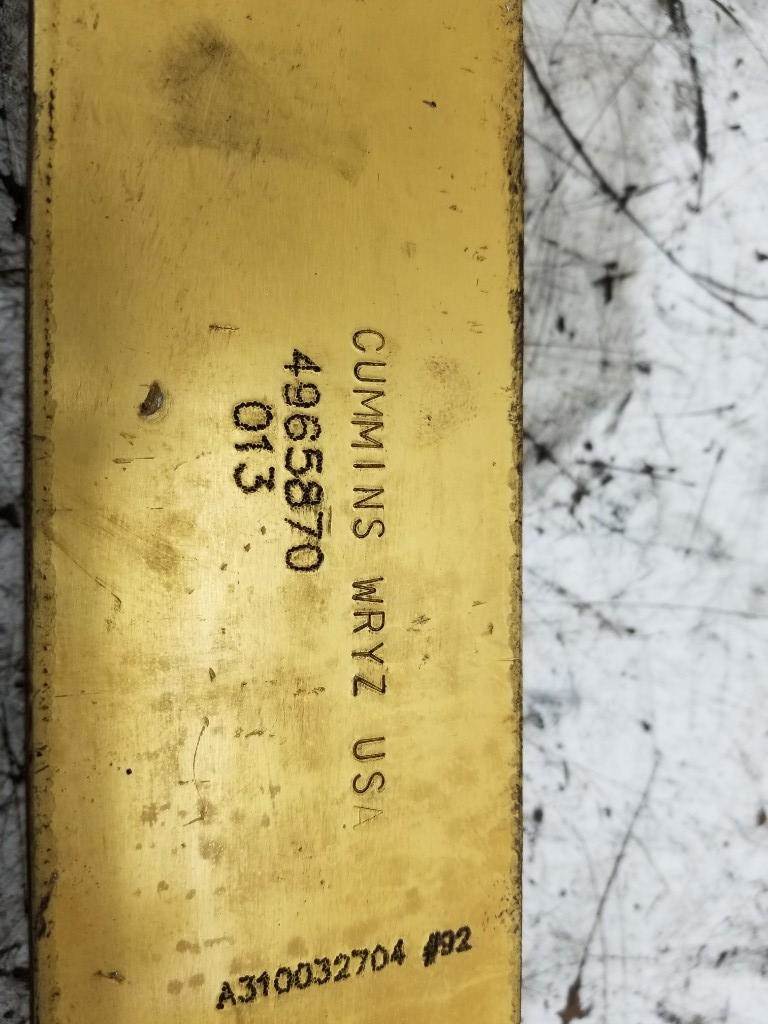 CUMMINS WRYZ USA
4965870
013
A310032704 #92